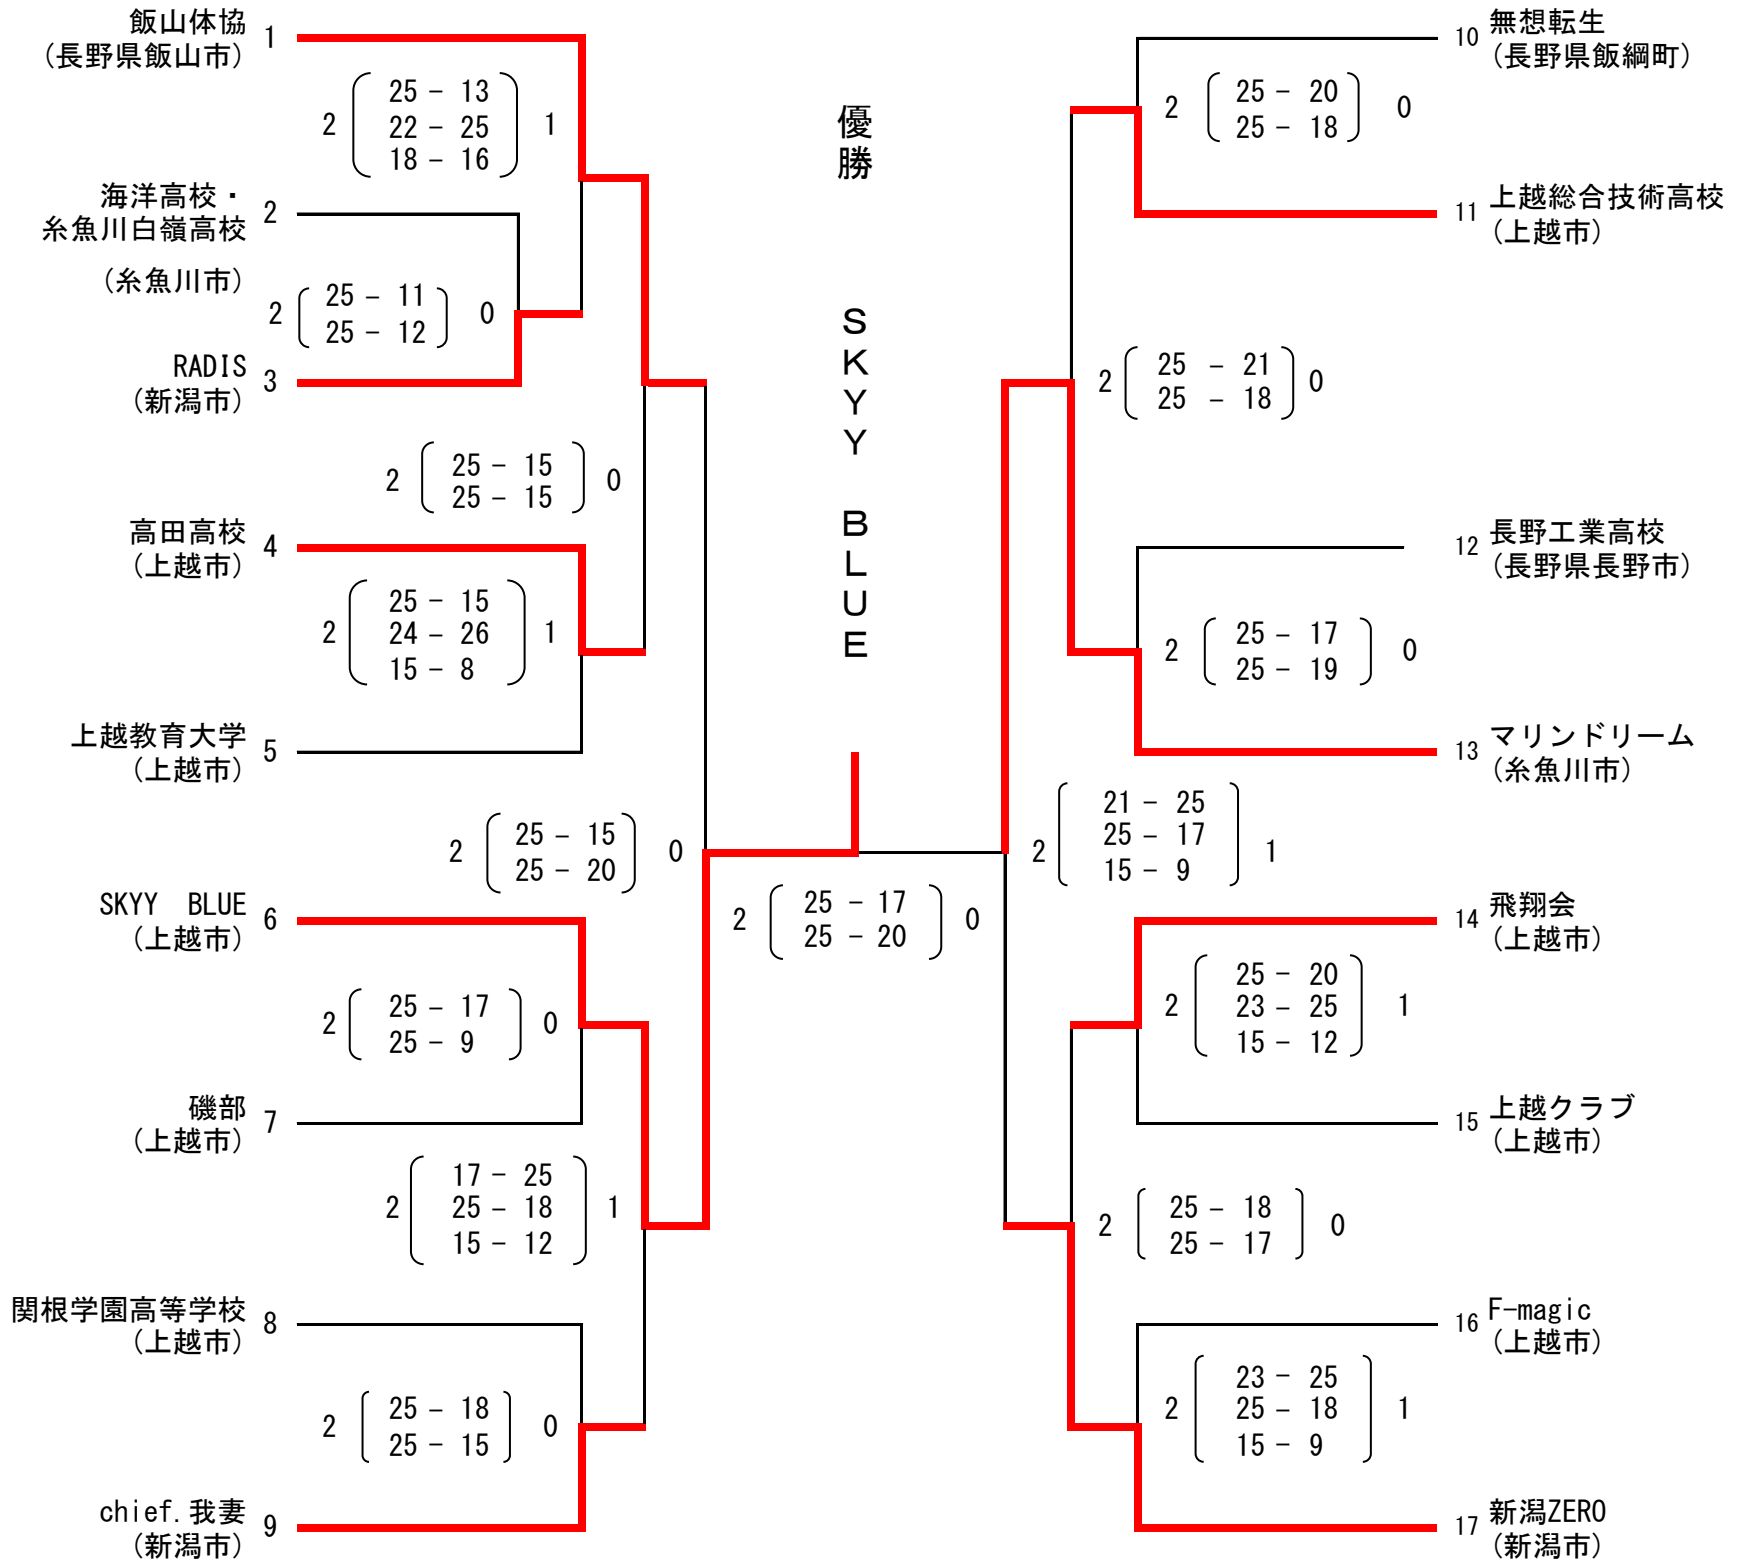 飯山体協
(長野県飯山市)
1
2
25 − 13
22 − 25
18 − 16
1
海洋高校・
糸魚川白嶺高校
(糸魚川市)
2
2
25 − 11
25 − 12
0
RADIS
(新潟市)
3
2
25 − 15
25 − 15
0
高田高校
(上越市)
4
2
25 − 15
24 − 26
15 − 8
1
上越教育大学
(上越市)
5
2
25 − 15
25 − 20
0
SKYY BLUE
(上越市)
6
2
25 − 17
25 − 9
0
磯部
(上越市)
7
2
17 − 25
25 − 18
15 − 12
1
関根学園高等学校
(上越市)
8
2
25 − 18
25 − 15
0
chief.我妻
(新潟市)
9
優勝 SKYY BLUE
2
25 − 17
25 − 20
0
10
無想転生
(長野県飯綱町)
2
25 − 20
25 − 18
0
11
上越総合技術高校
(上越市)
2
25 − 21
25 − 18
0
12
長野工業高校
(長野県長野市)
2
25 − 17
25 − 19
0
13
マリンドリーム
(糸魚川市)
2
21 − 25
25 − 17
15 − 9
1
14
飛翔会
(上越市)
2
25 − 20
23 − 25
15 − 12
1
15
上越クラブ
(上越市)
2
25 − 18
25 − 17
0
16
F−magic
(上越市)
2
23 − 25
25 − 18
15 − 9
1
17
新潟ZERO
(新潟市)